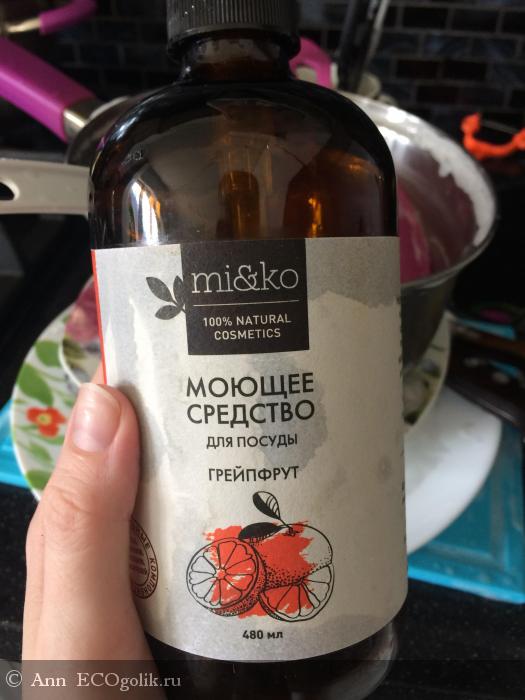 mi&ko
100% NATURAL
COSMETICS
МОЮЩЕЕ
СРЕДСТВО
ДЛЯ ПОСУДЫ
ГРЕЙПФРУТ
480 мл
© Ann ECOgolik.ru